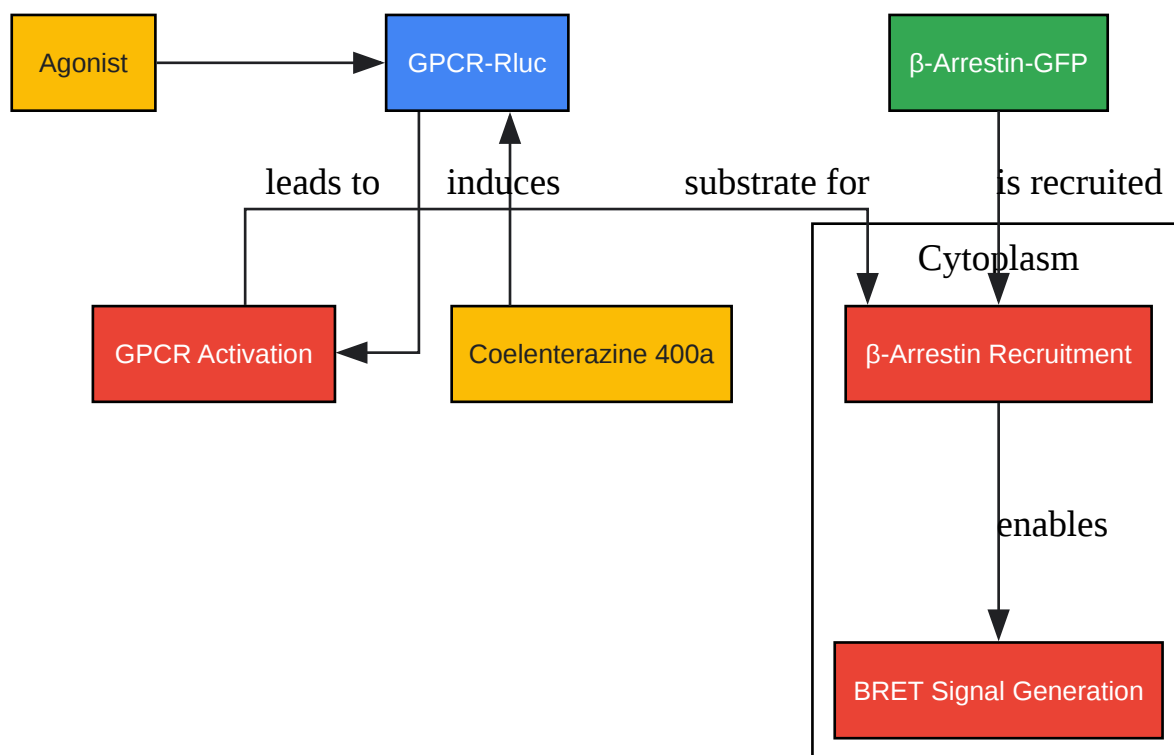 Agonist
GPCR-Rluc
β-Arrestin-GFP
leads to
induces
substrate for
is recruited
Cytoplasm
GPCR Activation
Coelenterazine 400a
β-Arrestin Recruitment
enables
BRET Signal Generation